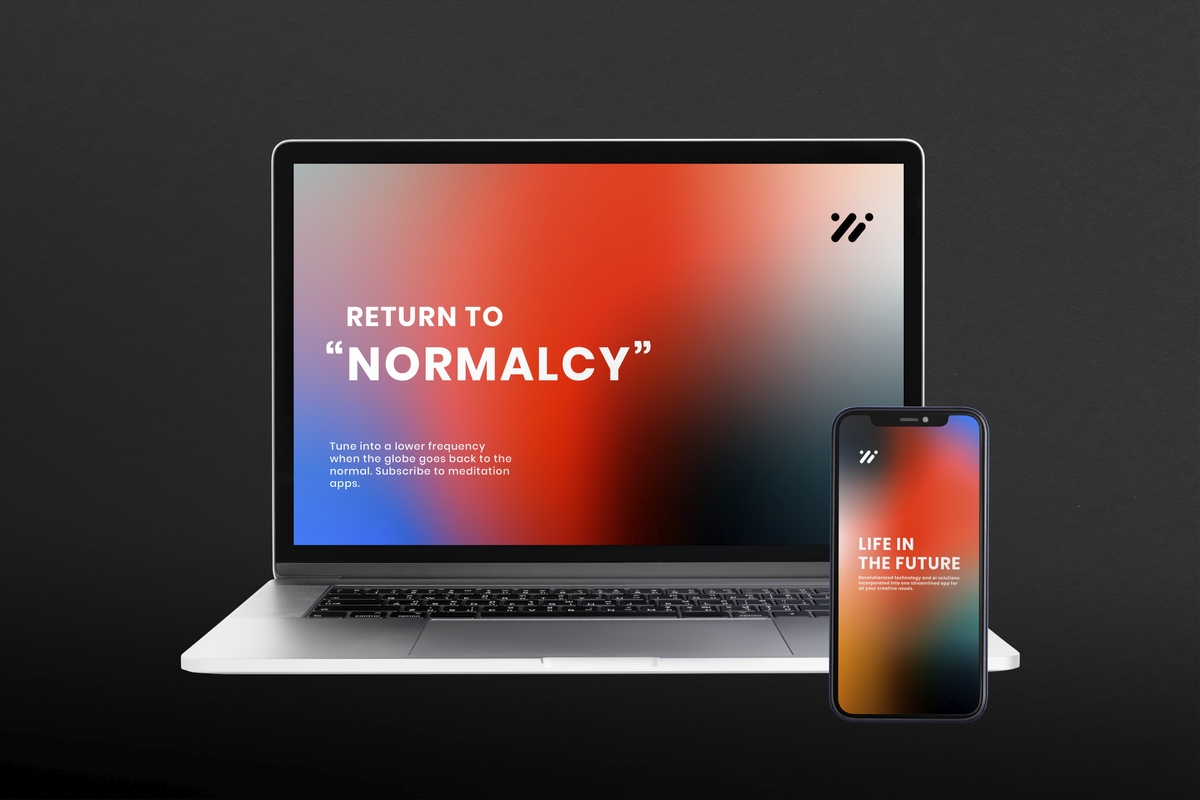 RETURN TO
“NORMALCY”
Tune into a lower frequency
when the globe goes back to the
normal. Subscribe to meditation
apps.
LIFE IN
THE FUTURE
Revolutionized technology and ai solutions
incorporated into one streamlined app for
all your creative needs.